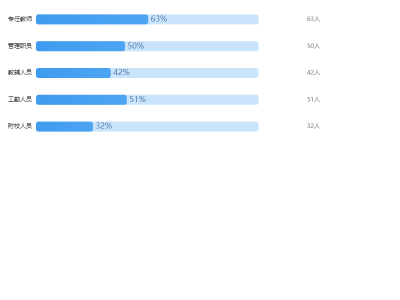 专任教师 63% 63人
管理职员 50% 50人
教辅人员 42% 42人
工勤人员 51% 51人
附校人员 32% 32人